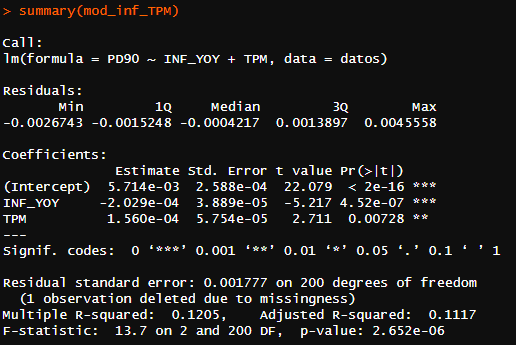 > summary(mod_inf_TPM)
Call:
lm(formula = PD90 ~ INF_YOY + TPM, data = datos)
Residuals:
Min 1Q Median 3Q Max
-0.0026743 -0.0015248 -0.0004217 0.0013897 0.0045558
Coefficients:
Estimate Std. Error t value Pr(>|t|)
(Intercept) 5.714e-03 2.588e-04 22.079 < 2e-16 ***
INF_YOY -2.029e-04 3.889e-05 -5.217 4.52e-07 ***
TPM 1.560e-04 5.754e-05 2.711 0.00728 **
---
Signif. codes: 0 ‘***’ 0.001 ‘**’ 0.01 ‘*’ 0.05 ‘.’ 0.1 ‘ ’ 1
Residual standard error: 0.001777 on 200 degrees of freedom
(1 observation deleted due to missingness)
Multiple R-squared: 0.1205, Adjusted R-squared: 0.1117
F-statistic: 13.7 on 2 and 200 DF, p-value: 2.652e-06